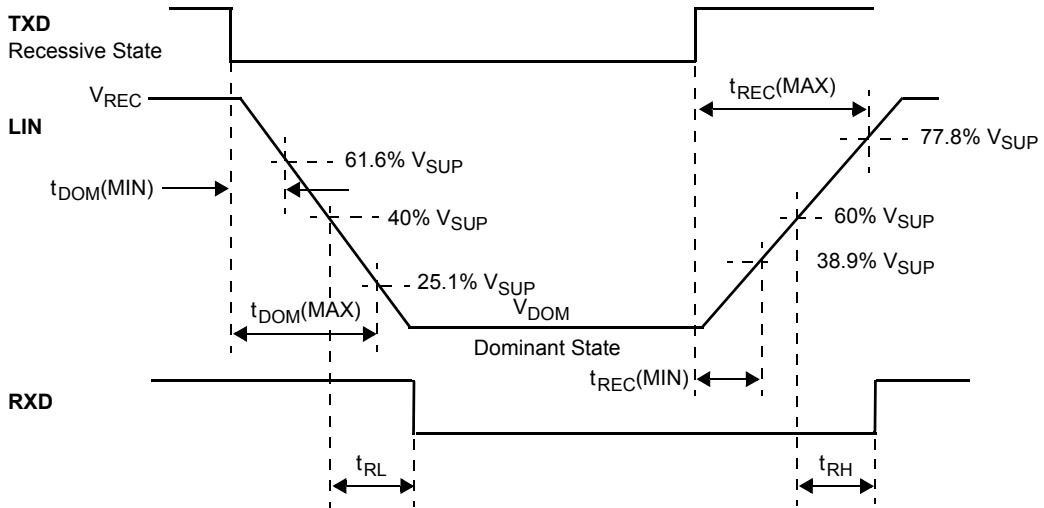 TXD
Recessive State
VREC
LIN
tREC(MAX)
77.8% VSUP
61.6% VSUP
tDOM(MIN)
40% VSUP
60% VSUP
38.9% VSUP
25.1% VSUP
tDOM(MAX)
VDOM
Dominant State
tREC(MIN)
RXD
tRL
tRH